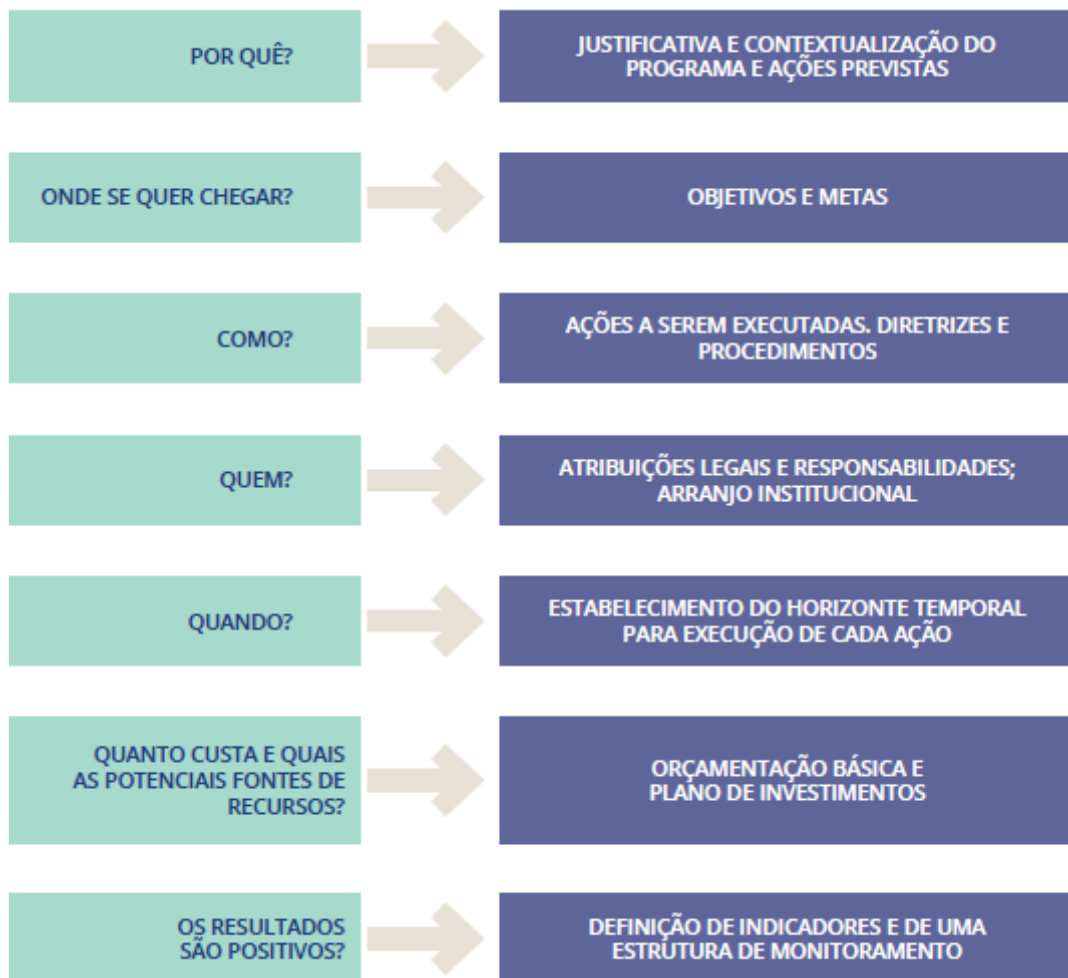 POR QUÊ?
JUSTIFICATIVA E CONTEXTUALIZAÇÃO DO
PROGRAMA E AÇÕES PREVISTAS
ONDE SE QUER CHEGAR?
OBJETIVOS E METAS
COMO?
AÇÕES A SEREM EXECUTADAS. DIRETRIZES E
PROCEDIMENTOS
QUEM?
ATRIBUIÇÕES LEGAIS E RESPONSABILIDADES;
ARRANJO INSTITUCIONAL
QUANDO?
ESTABELECIMENTO DO HORIZONTE TEMPORAL
PARA EXECUÇÃO DE CADA AÇÃO
QUANTO CUSTA E QUAIS
AS POTENCIAIS FONTES DE
RECURSOS?
ORÇAMENTAÇÃO BÁSICA E
PLANO DE INVESTIMENTOS
OS RESULTADOS
SÃO POSITIVOS?
DEFINIÇÃO DE INDICADORES E DE UMA
ESTRUTURA DE MONITORAMENTO